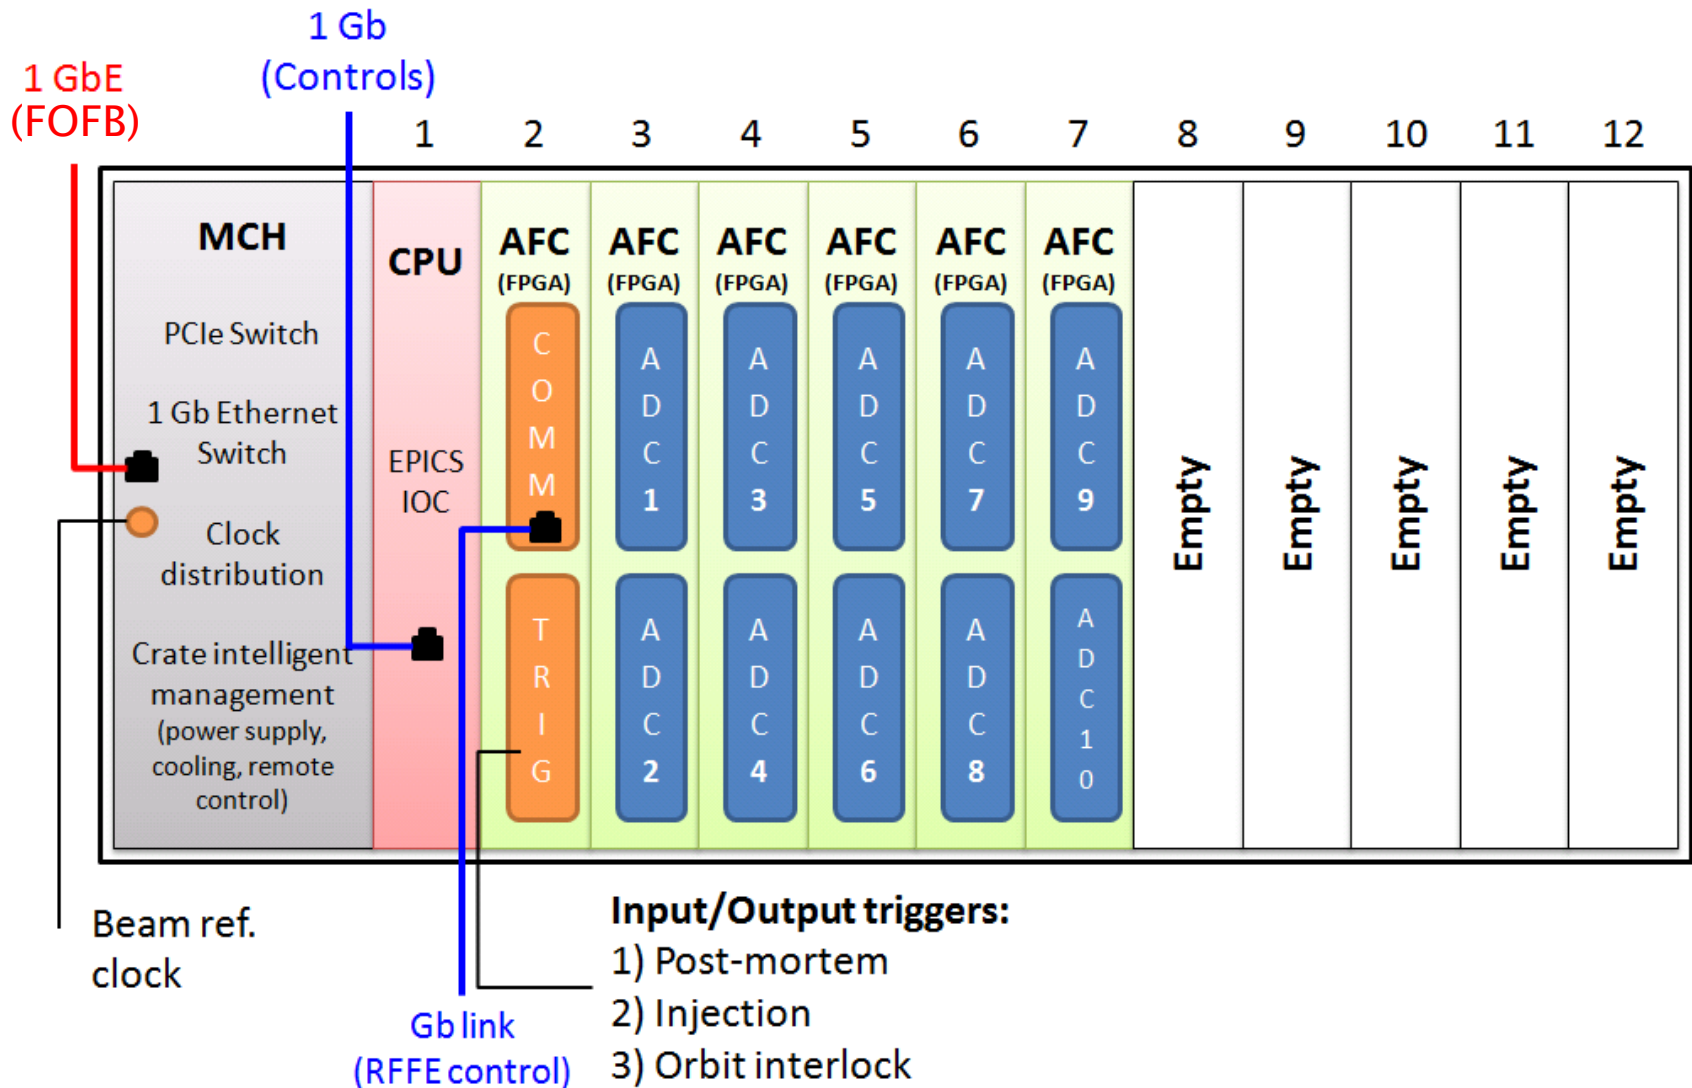 1 Gb
(Controls)
1 GbE
(FOFB)
1 2 3 4 5 6 7 8 9 10 11 12
MCH
PCIe Switch
1 Gb Ethernet
Switch
Clock
distribution
Crate intelligent
management
(power supply,
cooling, remote
control)
CPU
EPICS
IOC
AFC
(FPGA)
COMM
TRIG
AFC
(FPGA)
ADC1
ADC2
AFC
(FPGA)
ADC3
ADC4
AFC
(FPGA)
ADC5
ADC6
AFC
(FPGA)
ADC7
ADC8
AFC
(FPGA)
ADC9
ADC10
Empty
Empty
Empty
Empty
Empty
Beam ref.
clock
Gb link
(RFFE control)
Input/Output triggers:
1) Post-mortem
2) Injection
3) Orbit interlock